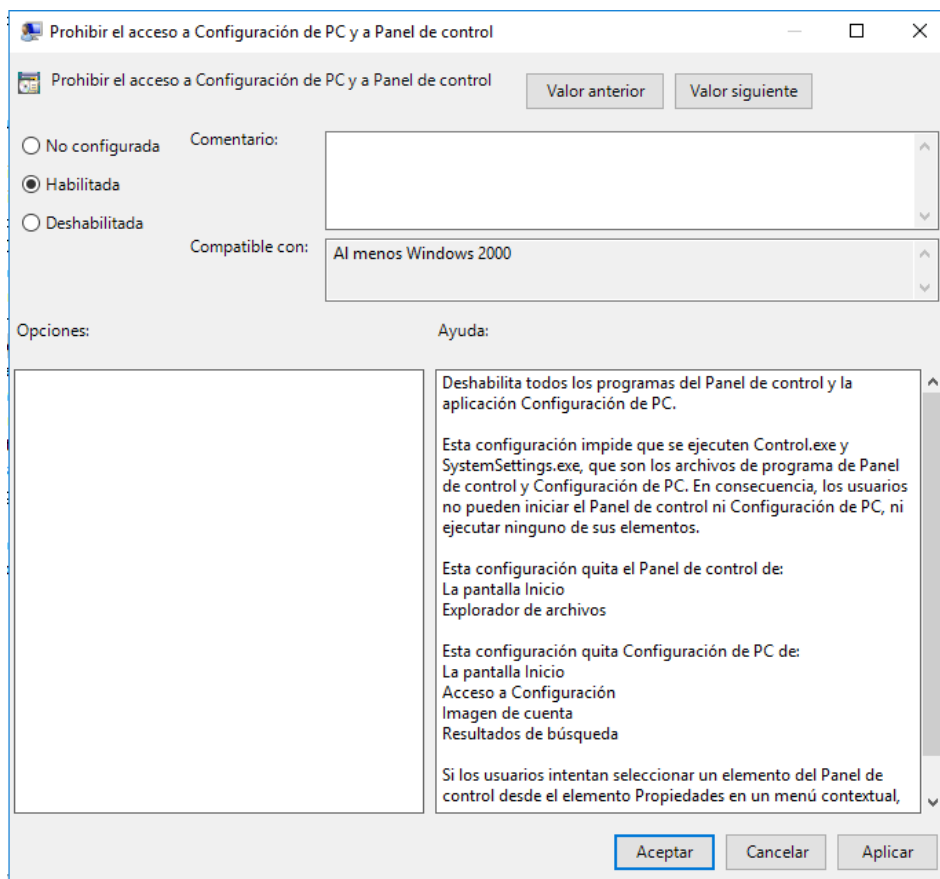 Prohibir el acceso a Configuración de PC y a Panel de control
Prohibir el acceso a Configuración de PC y a Panel de control
Valor anterior
Valor siguiente
No configurada
Habilitada
Deshabilitada
Comentario:
Compatible con:
Al menos Windows 2000
Opciones:
Ayuda:
Deshabilita todos los programas del Panel de control y la
aplicación Configuración de PC.
Esta configuración impide que se ejecuten Control.exe y
SystemSettings.exe, que son los archivos de programa de Panel
de control y Configuración de PC. En consecuencia, los usuarios
no pueden iniciar el Panel de control ni Configuración de PC, ni
ejecutar ninguno de sus elementos.
Esta configuración quita el Panel de control de:
La pantalla Inicio
Explorador de archivos
Esta configuración quita Configuración de PC de:
La pantalla Inicio
Acceso a Configuración
Imagen de cuenta
Resultados de búsqueda
Si los usuarios intentan seleccionar un elemento del Panel de
control desde el elemento Propiedades en un menú contextual,
Aceptar
Cancelar
Aplicar